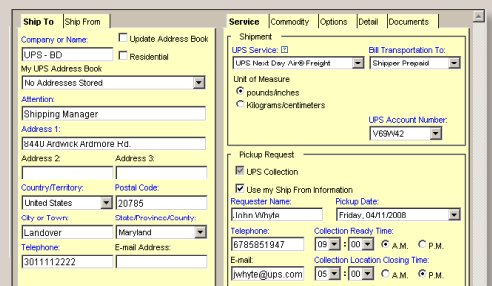 Ship To Ship From
Company or Name:
Update Address Book
UPS - BD
Residential
My UPS Address Book
No Addresses Stored
Attention:
Shipping Manager
Address 1:
8440 Ardwick Ardmore Rd.
Address 2: Address 3:
Country/Territory: Postal Code:
United States 20785
City or Town: State/Province/County:
Landover Maryland
Telephone: E-mail Address:
3011112222
Service Commodity Options Detail Documents
Shipment
UPS Service: ? Bill Transportation To:
UPS Next Day Air® Freight Shipper Prepaid
Unit of Measure
pounds/inches
Kilograms/centimeters
UPS Account Number:
V69W42
Pickup Request
UPS Collection
Use my Ship From Information
Requester Name: Pickup Date:
John Whyte Friday, 04/11/2008
Telephone: Collection Ready Time:
6785851947 09 : 00 A.M. P.M.
E-mail: Collection Location Closing Time:
jwhyte@ups.com 05 : 00 A.M. P.M.